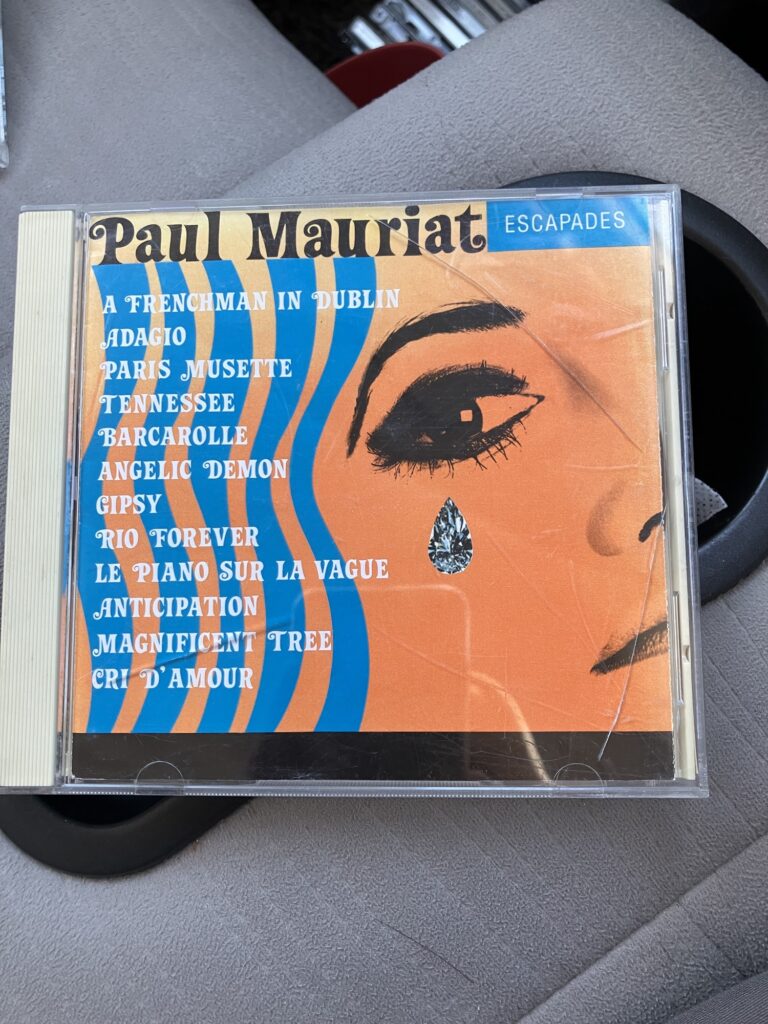 Paul Mauriat
ESCAPADES
A Frenchman in Dublin
Adagio
Paris Musette
Tennessee
Barcarolle
Angelic Demon
Gipsy
Rio Forever
Le Piano Sur la vague
Anticipation
Magnificent Tree
Cri D'amour